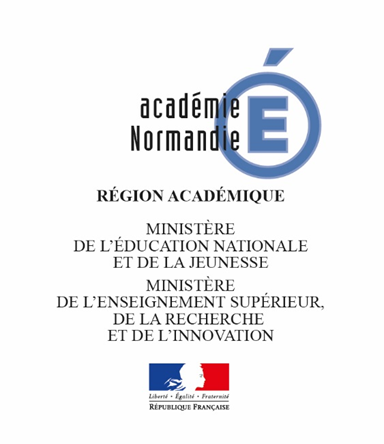 académie
Normandie
É
RÉGION ACADÉMIQUE
MINISTÈRE
DE L'ÉDUCATION NATIONALE
ET DE LA JEUNESSE
MINISTÈRE
DE L'ENSEIGNEMENT SUPÉRIEUR,
DE LA RECHERCHE
ET DE L'INNOVATION
Liberté • Égalité • Fraternité
RÉPUBLIQUE FRANÇAISE